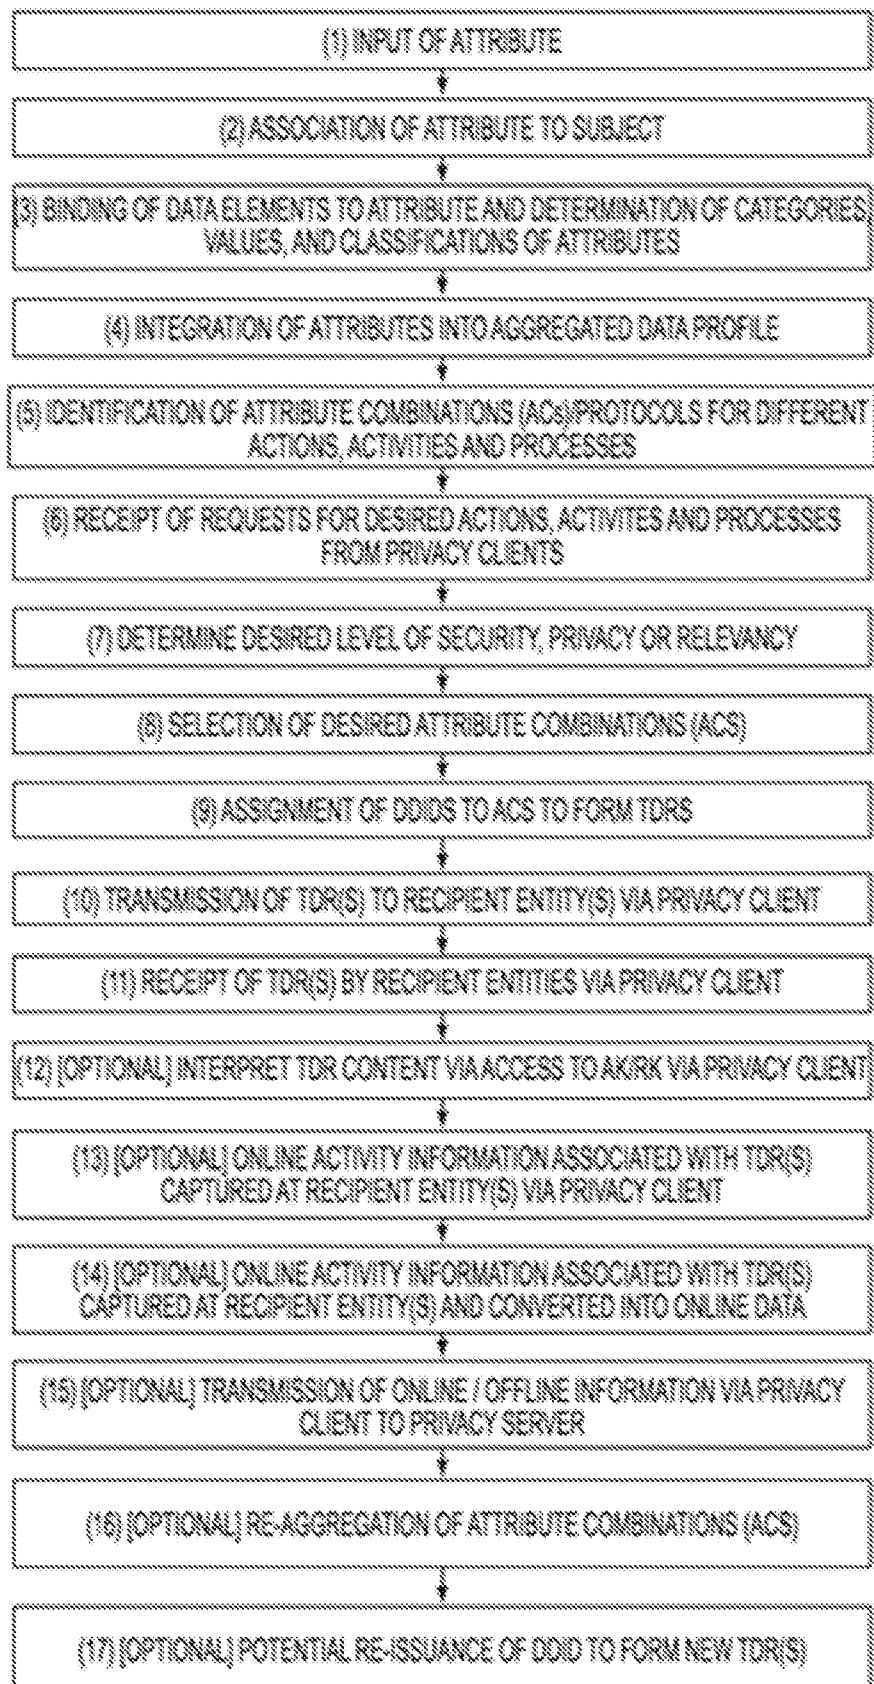 (1) INPUT OF ATTRIBUTE
(2) ASSOCIATION OF ATTRIBUTE TO SUBJECT
(3) BINDING OF DATA ELEMENTS TO ATTRIBUTE AND DETERMINATION OF CATEGORIES,
VALUES, AND CLASSIFICATIONS OF ATTRIBUTES
(4) INTEGRATION OF ATTRIBUTES INTO AGGREGATED DATA PROFILE
(5) IDENTIFICATION OF ATTRIBUTE COMBINATIONS (ACs)/PROTOCOLS FOR DIFFERENT
ACTIONS, ACTIVITIES AND PROCESSES
(6) RECEIPT OF REQUESTS FOR DESIRED ACTIONS, ACTIVITES AND PROCESSES
FROM PRIVACY CLIENTS
(7) DETERMINE DESIRED LEVEL OF SECURITY, PRIVACY OR RELEVANCY
(8) SELECTION OF DESIRED ATTRIBUTE COMBINATIONS (ACS)
(9) ASSIGNMENT OF DDIDS TO ACS TO FORM TDRS
(10) TRANSMISSION OF TDR(S) TO RECIPIENT ENTITY(S) VIA PRIVACY CLIENT
(11) RECEIPT OF TDR(S) BY RECIPIENT ENTITIES VIA PRIVACY CLIENT
(12) [OPTIONAL] INTERPRET TDR CONTENT VIA ACCESS TO AKIRK VIA PRIVACY CLIENT
(13) [OPTIONAL] ONLINE ACTIVITY INFORMATION ASSOCIATED WITH TDR(S)
CAPTURED AT RECIPIENT ENTITY(S) VIA PRIVACY CLIENT
(14) [OPTIONAL] ONLINE ACTIVITY INFORMATION ASSOCIATED WITH TDR(S)
CAPTURED AT RECIPIENT ENTITY(S) AND CONVERTED INTO ONLINE DATA
(15) [OPTIONAL] TRANSMISSION OF ONLINE / OFFLINE INFORMATION VIA PRIVACY
CLIENT TO PRIVACY SERVER
(16) [OPTIONAL] RE-AGGREGATION OF ATTRIBUTE COMBINATIONS (ACS)
(17) [OPTIONAL] POTENTIAL RE-ISSUANCE OF DDID TO FORM NEW TDR(S)